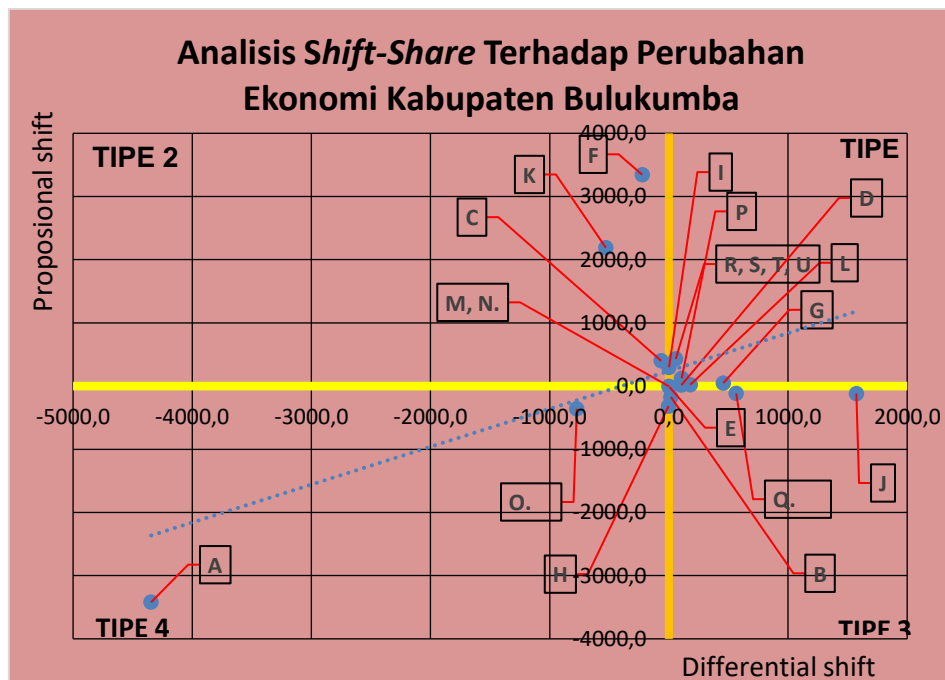 Analisis Shift-Share Terhadap Perubahan
Ekonomi Kabupaten Bulukumba
Proposional shift
4000,0
3000,0
2000,0
1000,0
0,0
-1000,0
-2000,0
-3000,0
-4000,0
-5000,0
-4000,0
-3000,0
-2000,0
-1000,0
0,0
1000,0
2000,0
TIPE 2
TIPE
F
K
I
C
P
D
R, S, T, U
L
M, N.
G
E
O.
Q.
J
H
B
A
TIPE 4
TIPE 3
Differential shift